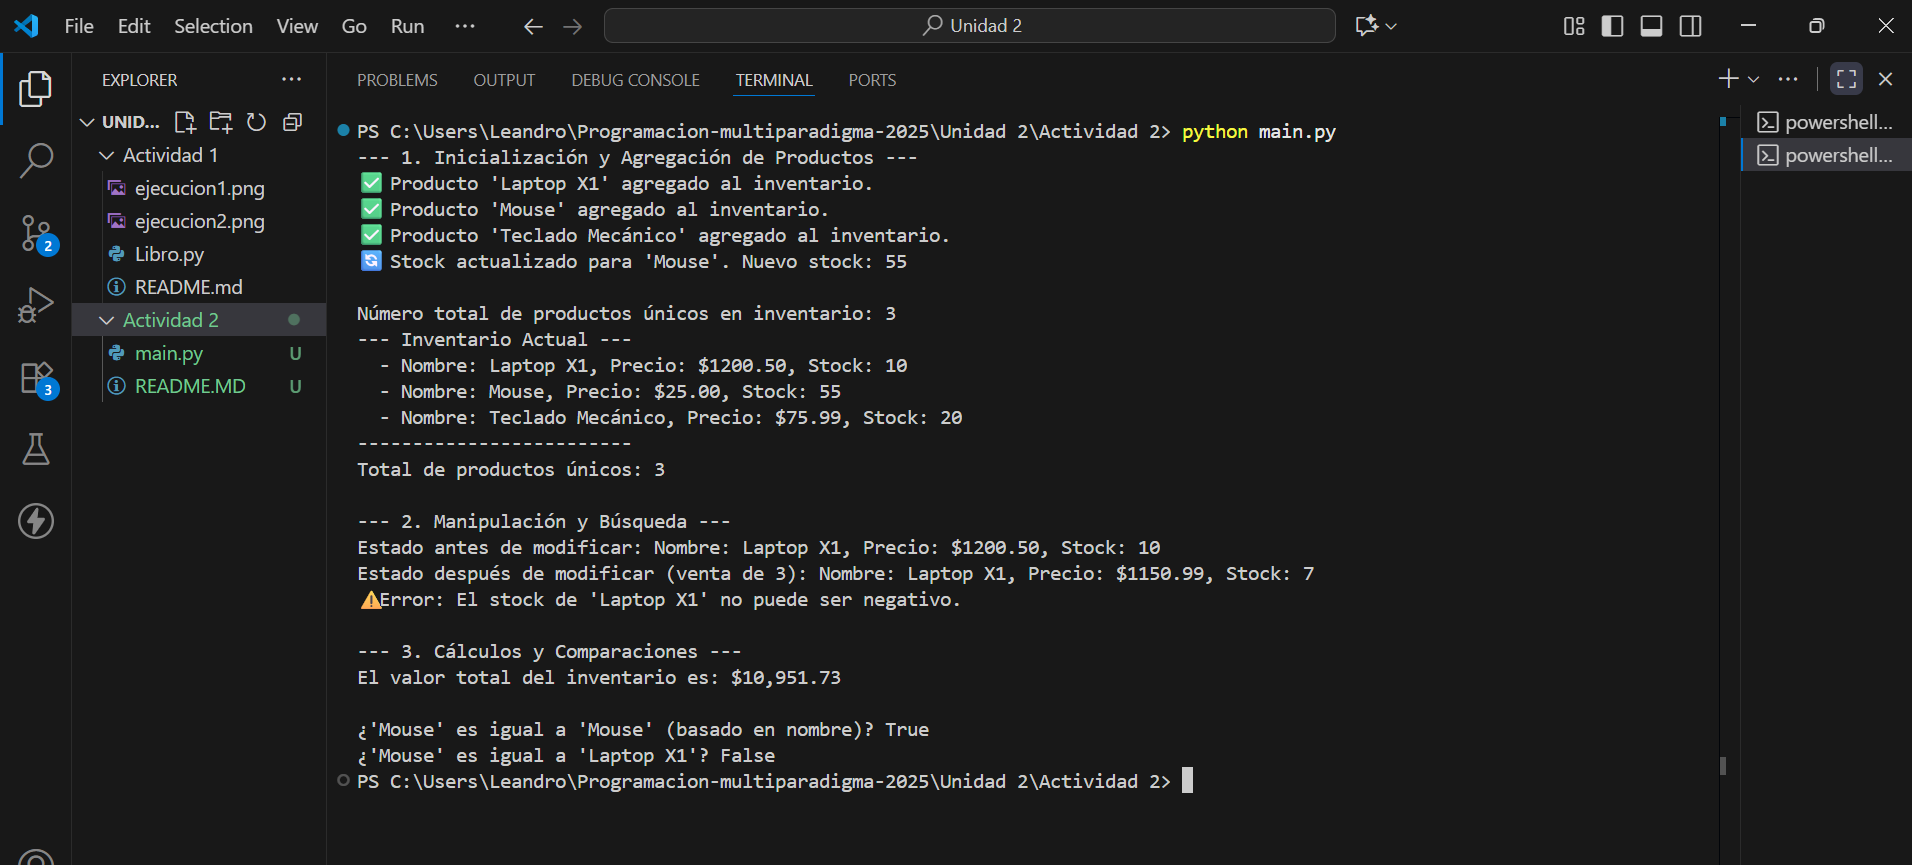 File Edit Selection View Go Run ··· Unidad 2
EXPLORER ···
UNID...
Actividad 1
ejecucion1.png
ejecucion2.png
Libro.py
README.md
Actividad 2
main.py U
README.MD U
2
3
PROBLEMS OUTPUT DEBUG CONSOLE TERMINAL PORTS
PS C:\Users\Leandro\Programacion-multiparadigma-2025\Unidad 2\Actividad 2> python main.py
--- 1. Inicialización y Agregación de Productos ---
✅ Producto 'Laptop X1' agregado al inventario.
✅ Producto 'Mouse' agregado al inventario.
✅ Producto 'Teclado Mecánico' agregado al inventario.
🔄 Stock actualizado para 'Mouse'. Nuevo stock: 55
Número total de productos únicos en inventario: 3
--- Inventario Actual ---
- Nombre: Laptop X1, Precio: $1200.50, Stock: 10
- Nombre: Mouse, Precio: $25.00, Stock: 55
- Nombre: Teclado Mecánico, Precio: $75.99, Stock: 20
-------------------------
Total de productos únicos: 3
--- 2. Manipulación y Búsqueda ---
Estado antes de modificar: Nombre: Laptop X1, Precio: $1200.50, Stock: 10
Estado después de modificar (venta de 3): Nombre: Laptop X1, Precio: $1150.99, Stock: 7
⚠️Error: El stock de 'Laptop X1' no puede ser negativo.
--- 3. Cálculos y Comparaciones ---
El valor total del inventario es: $10,951.73
¿'Mouse' es igual a 'Mouse' (basado en nombre)? True
¿'Mouse' es igual a 'Laptop X1'? False
PS C:\Users\Leandro\Programacion-multiparadigma-2025\Unidad 2\Actividad 2>
powershell...
powershell...